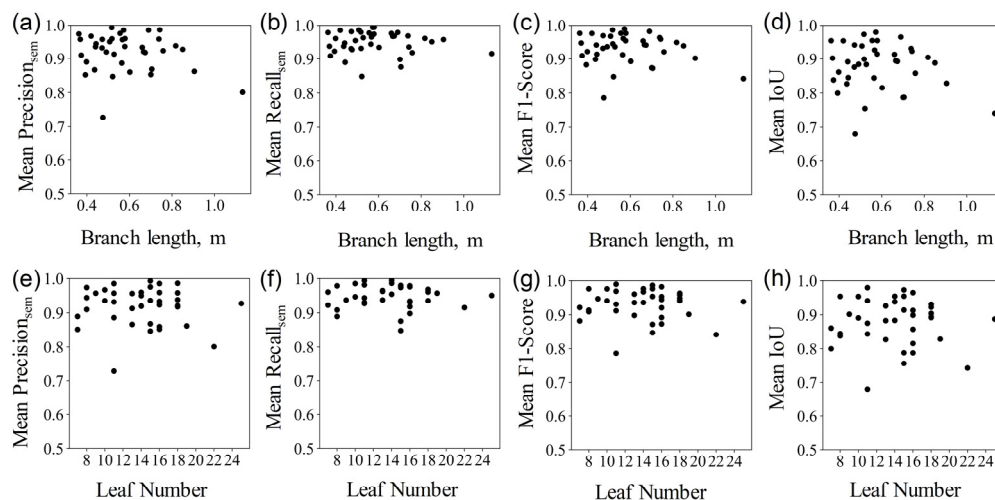 (a) (b) (c) (d)
Mean Precision_sem Mean Recall_sem Mean F1-Score Mean IoU
1.0 1.0 1.0 1.0
0.9 0.9 0.9 0.9
0.8 0.8 0.8 0.8
0.7 0.7 0.7 0.7
0.6 0.6 0.6 0.6
0.5 0.5 0.5 0.5
0.4 0.6 0.8 1.0 0.4 0.6 0.8 1.0 0.4 0.6 0.8 1.0 0.4 0.6 0.8 1.0
Branch length, m Branch length, m Branch length, m Branch length, m
(e) (f) (g) (h)
Mean Precision_sem Mean Recall_sem Mean F1-Score Mean IoU
1.0 1.0 1.0 1.0
0.9 0.9 0.9 0.9
0.8 0.8 0.8 0.8
0.7 0.7 0.7 0.7
0.6 0.6 0.6 0.6
0.5 0.5 0.5 0.5
8 10 12 14 16 18 20 22 24 8 10 12 14 16 18 20 22 24 8 10 12 14 16 18 20 22 24 8 10 12 14 16 18 20 22 24
Leaf Number Leaf Number Leaf Number Leaf Number